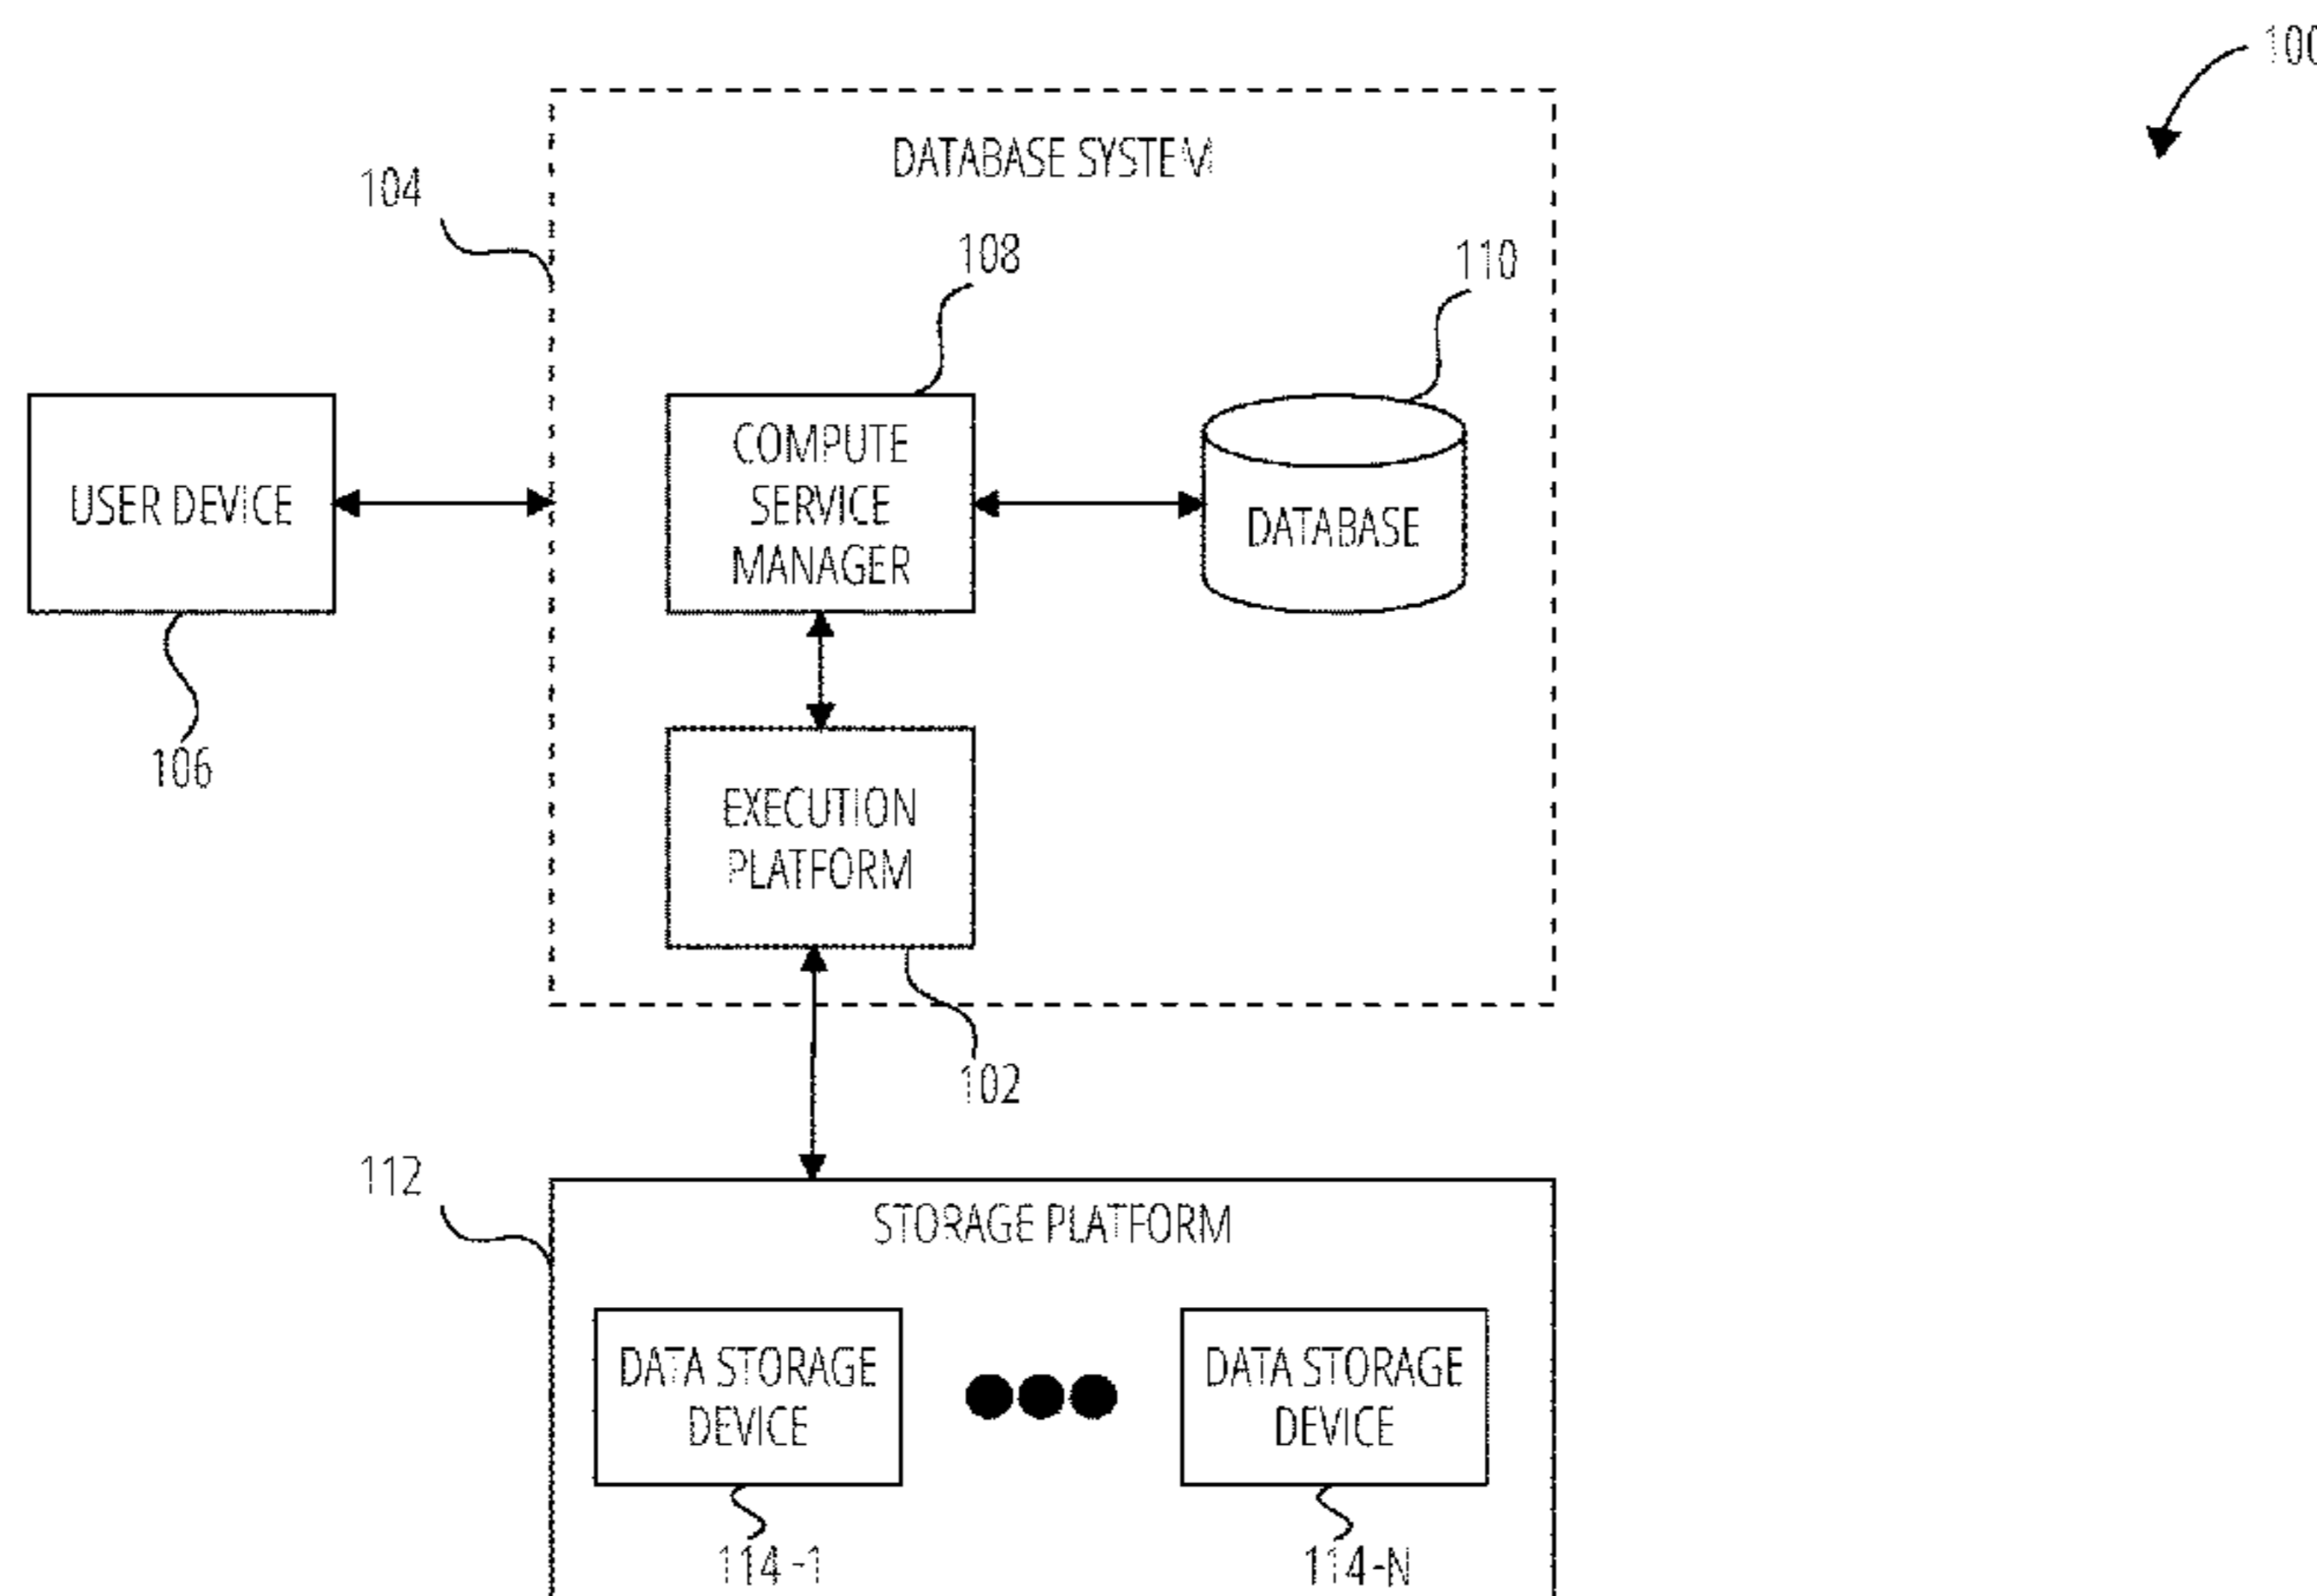 100
DATABASE SYSTEM
104
108
110
USER DEVICE
COMPUTE
SERVICE
MANAGER
DATABASE
106
EXECUTION
PLATFORM
102
112
STORAGE PLATFORM
DATA STORAGE
DEVICE
DATA STORAGE
DEVICE
114-1
114-N